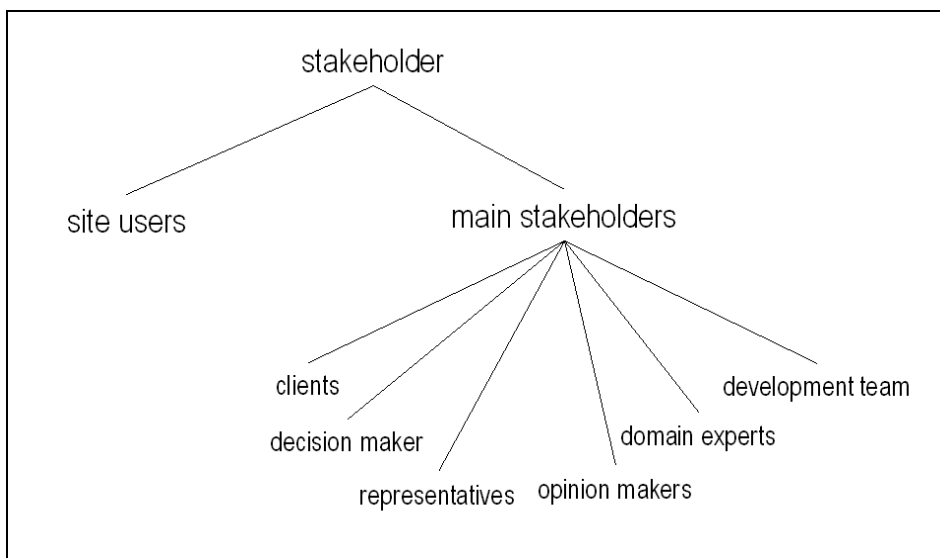 stakeholder
site users
main stakeholders
clients
development team
decision maker
domain experts
representatives
opinion makers